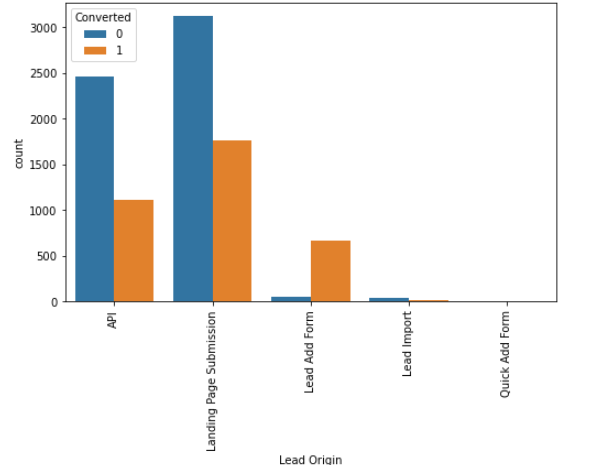 Converted
0
1
3000
2500
2000
1500
1000
500
0
count
API
Landing Page Submission
Lead Add Form
Lead Import
Quick Add Form
Lead Origin